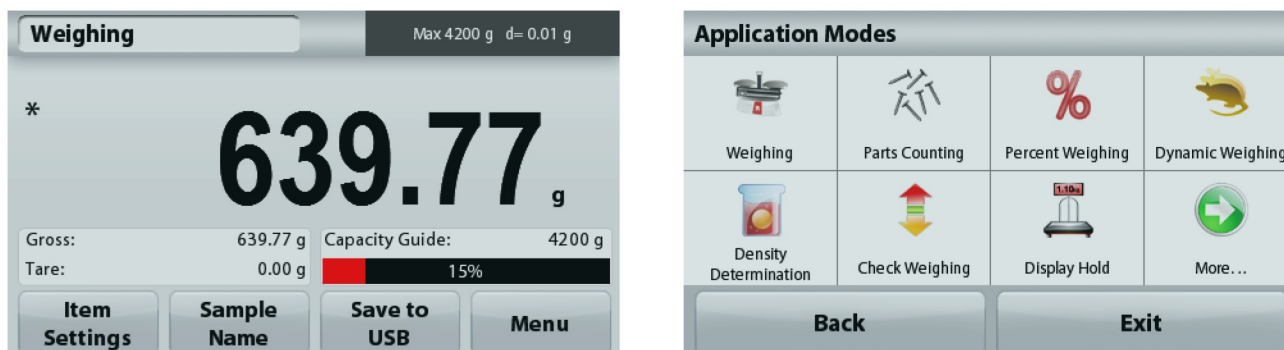 Weighing
Max 4200 g d= 0.01 g
*
639.77 g
Gross: 639.77 g
Tare: 0.00 g
Capacity Guide: 4200 g
15%
Item Settings
Sample Name
Save to USB
Menu
Application Modes
Weighing
Parts Counting
Percent Weighing
Dynamic Weighing
1.10kg
Density
Determination
Check Weighing
Display Hold
More...
Back
Exit